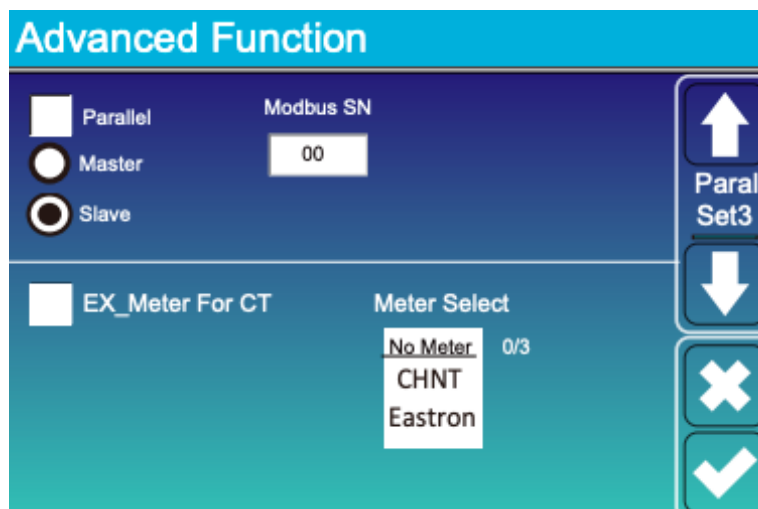 Advanced Function
Parallel
Modbus SN
Master
00
Slave
Paral
Set3
EX_Meter For CT
Meter Select
No Meter 0/3
CHNT
Eastron